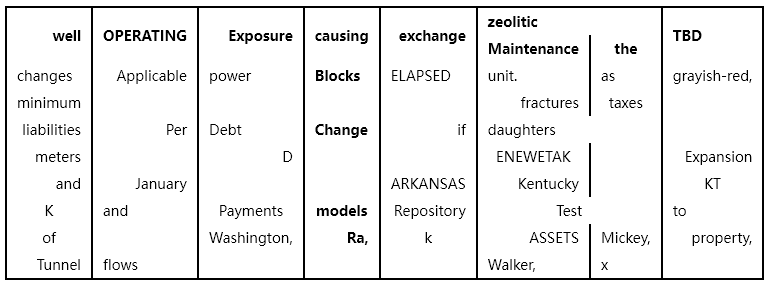 well OPERATING Exposure causing exchange zeolitic Maintenance the TBD
changes Applicable power Blocks ELAPSED unit. as grayish-red,
minimum fractures taxes
liabilities Per Debt Change if daughters
meters D ENEWETAK Expansion
and January ARKANSAS Kentucky KT
K and Payments models Repository Test to
of Washington, Ra, k ASSETS Mickey, property,
Tunnel flows Walker, x